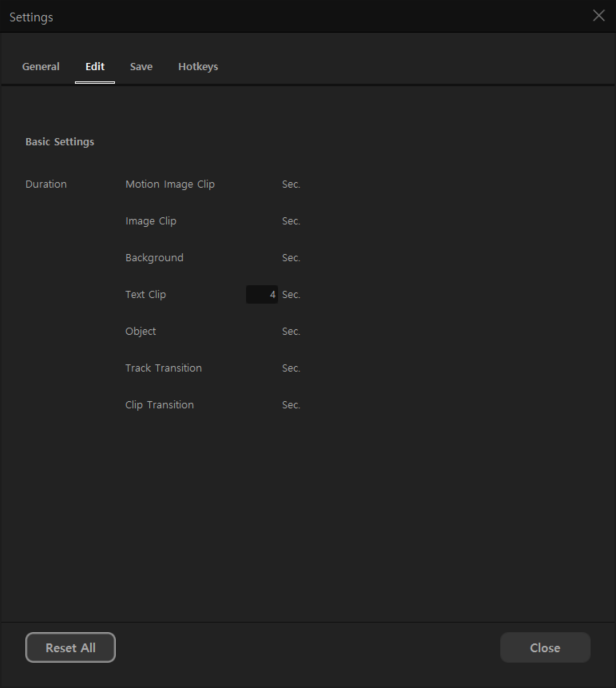 Settings
General Edit Save Hotkeys
Basic Settings
Duration Motion Image Clip Sec.
Image Clip Sec.
Background Sec.
Text Clip 4 Sec.
Object Sec.
Track Transition Sec.
Clip Transition Sec.
Reset All Close